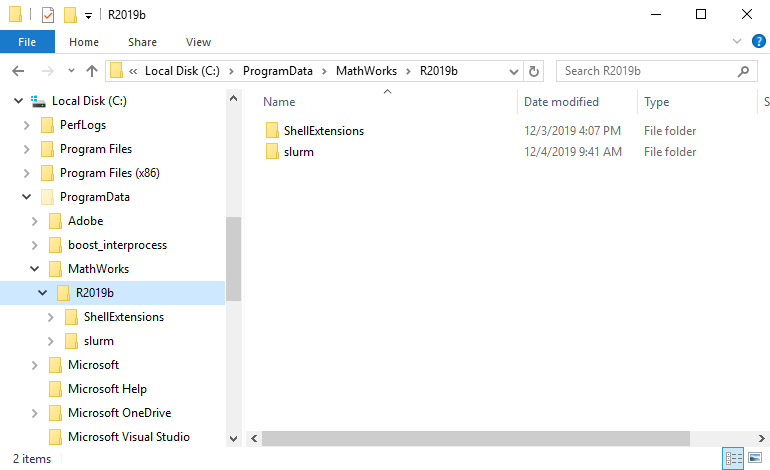 R2019b
File Home Share View
« Local Disk (C:) › ProgramData › MathWorks › R2019b Search R2019b
Local Disk (C:)
PerfLogs
Program Files
Program Files (x86)
ProgramData
Adobe
boost_interprocess
MathWorks
R2019b
ShellExtensions
slurm
Microsoft
Microsoft Help
Microsoft OneDrive
Microsoft Visual Studio
Name Date modified Type S
ShellExtensions 12/3/2019 4:07 PM File folder
slurm 12/4/2019 9:41 AM File folder
2 items